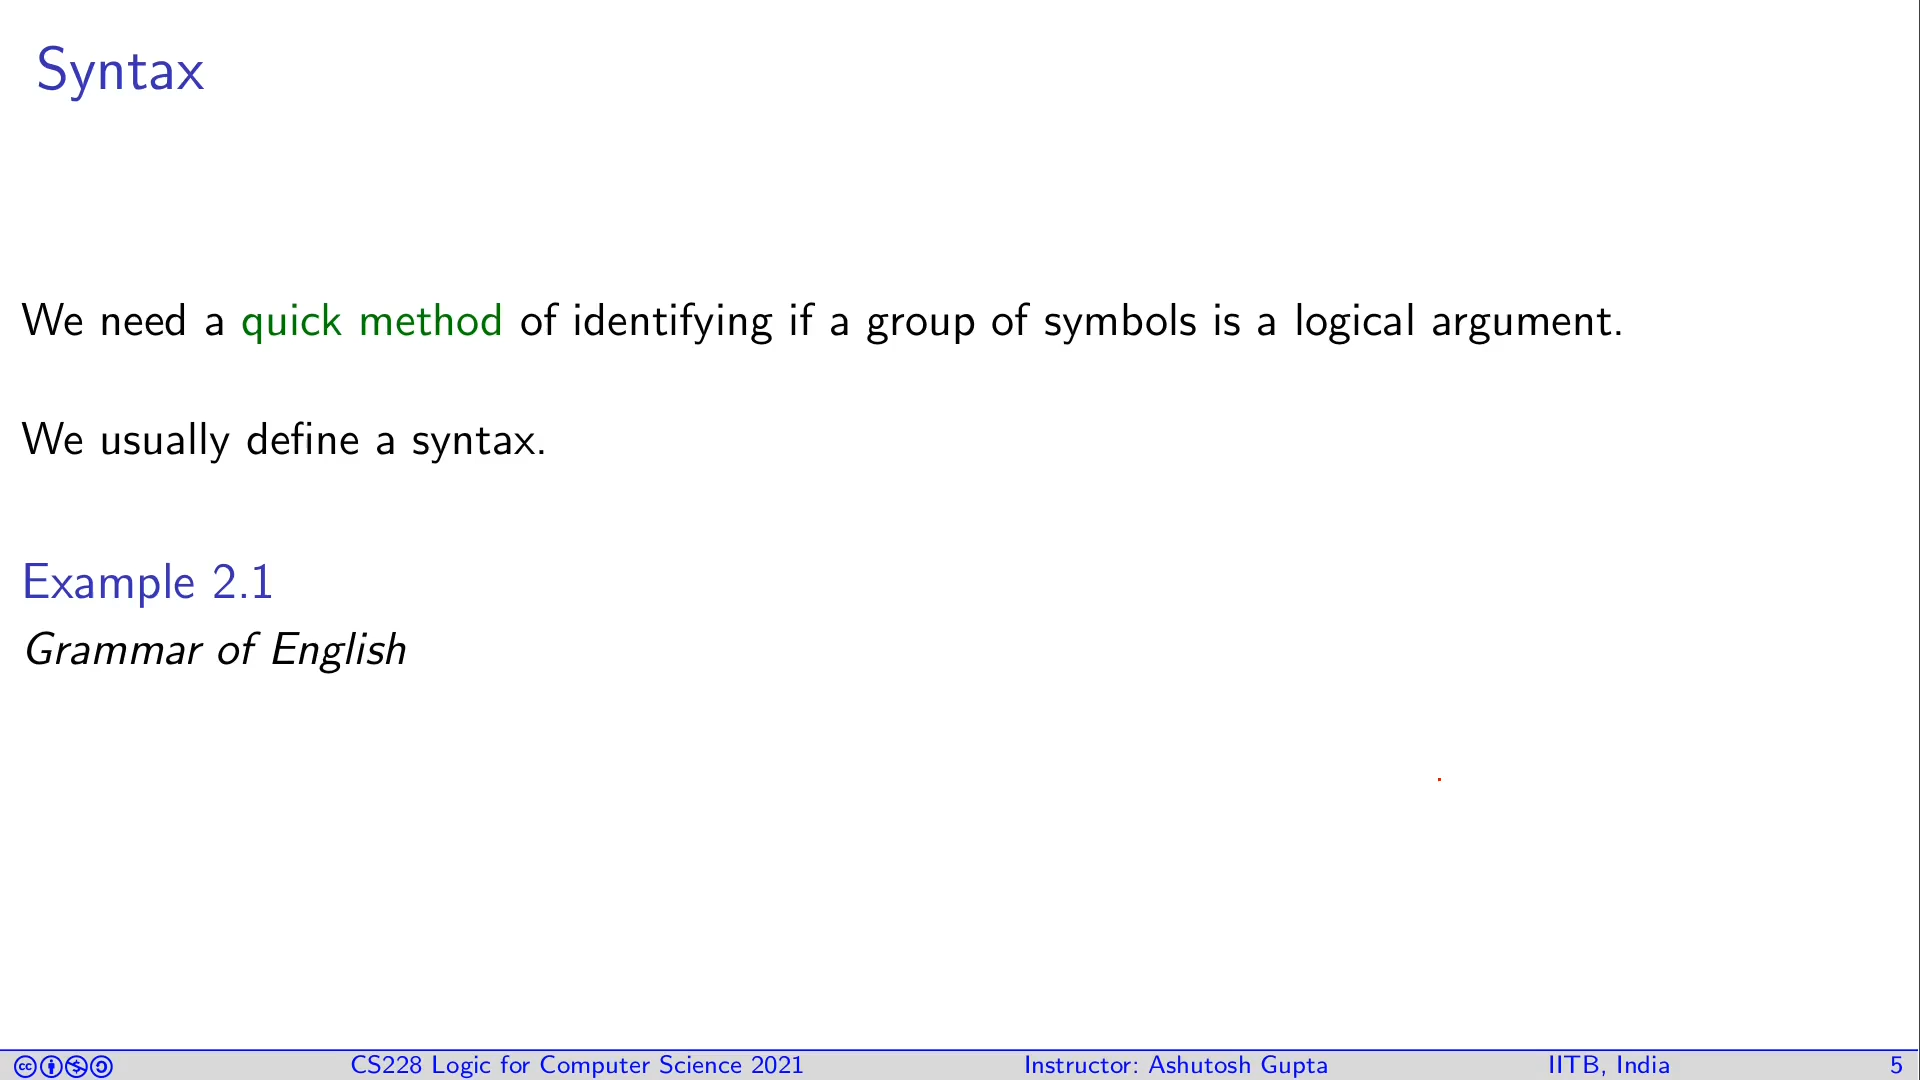 Syntax
We need a quick method of identifying if a group of symbols is a logical argument.
We usually define a syntax.
Example 2.1
Grammar of English
CS228 Logic for Computer Science 2021 Instructor: Ashutosh Gupta IITB, India 5